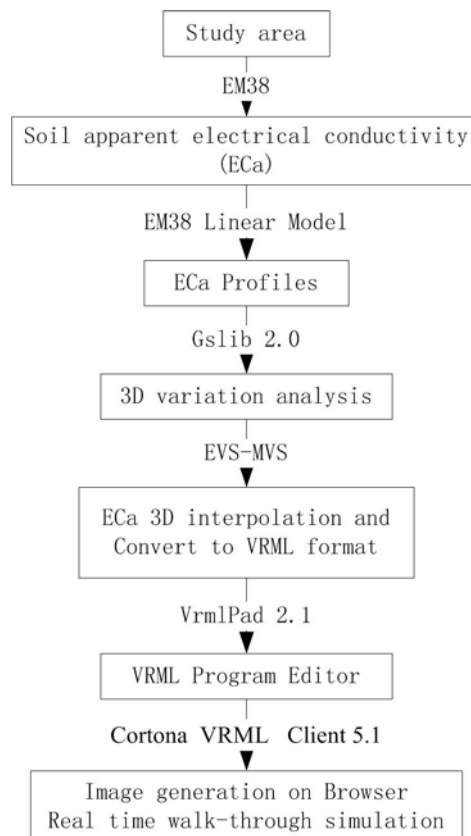 Study area
EM38
Soil apparent electrical conductivity
(ECa)
EM38 Linear Model
ECa Profiles
Gslib 2.0
3D variation analysis
EVS-MVS
ECa 3D interpolation and
Convert to VRML format
VrmlPad 2.1
VRML Program Editor
Cortona VRML Client 5.1
Image generation on Browser
Real time walk-through simulation